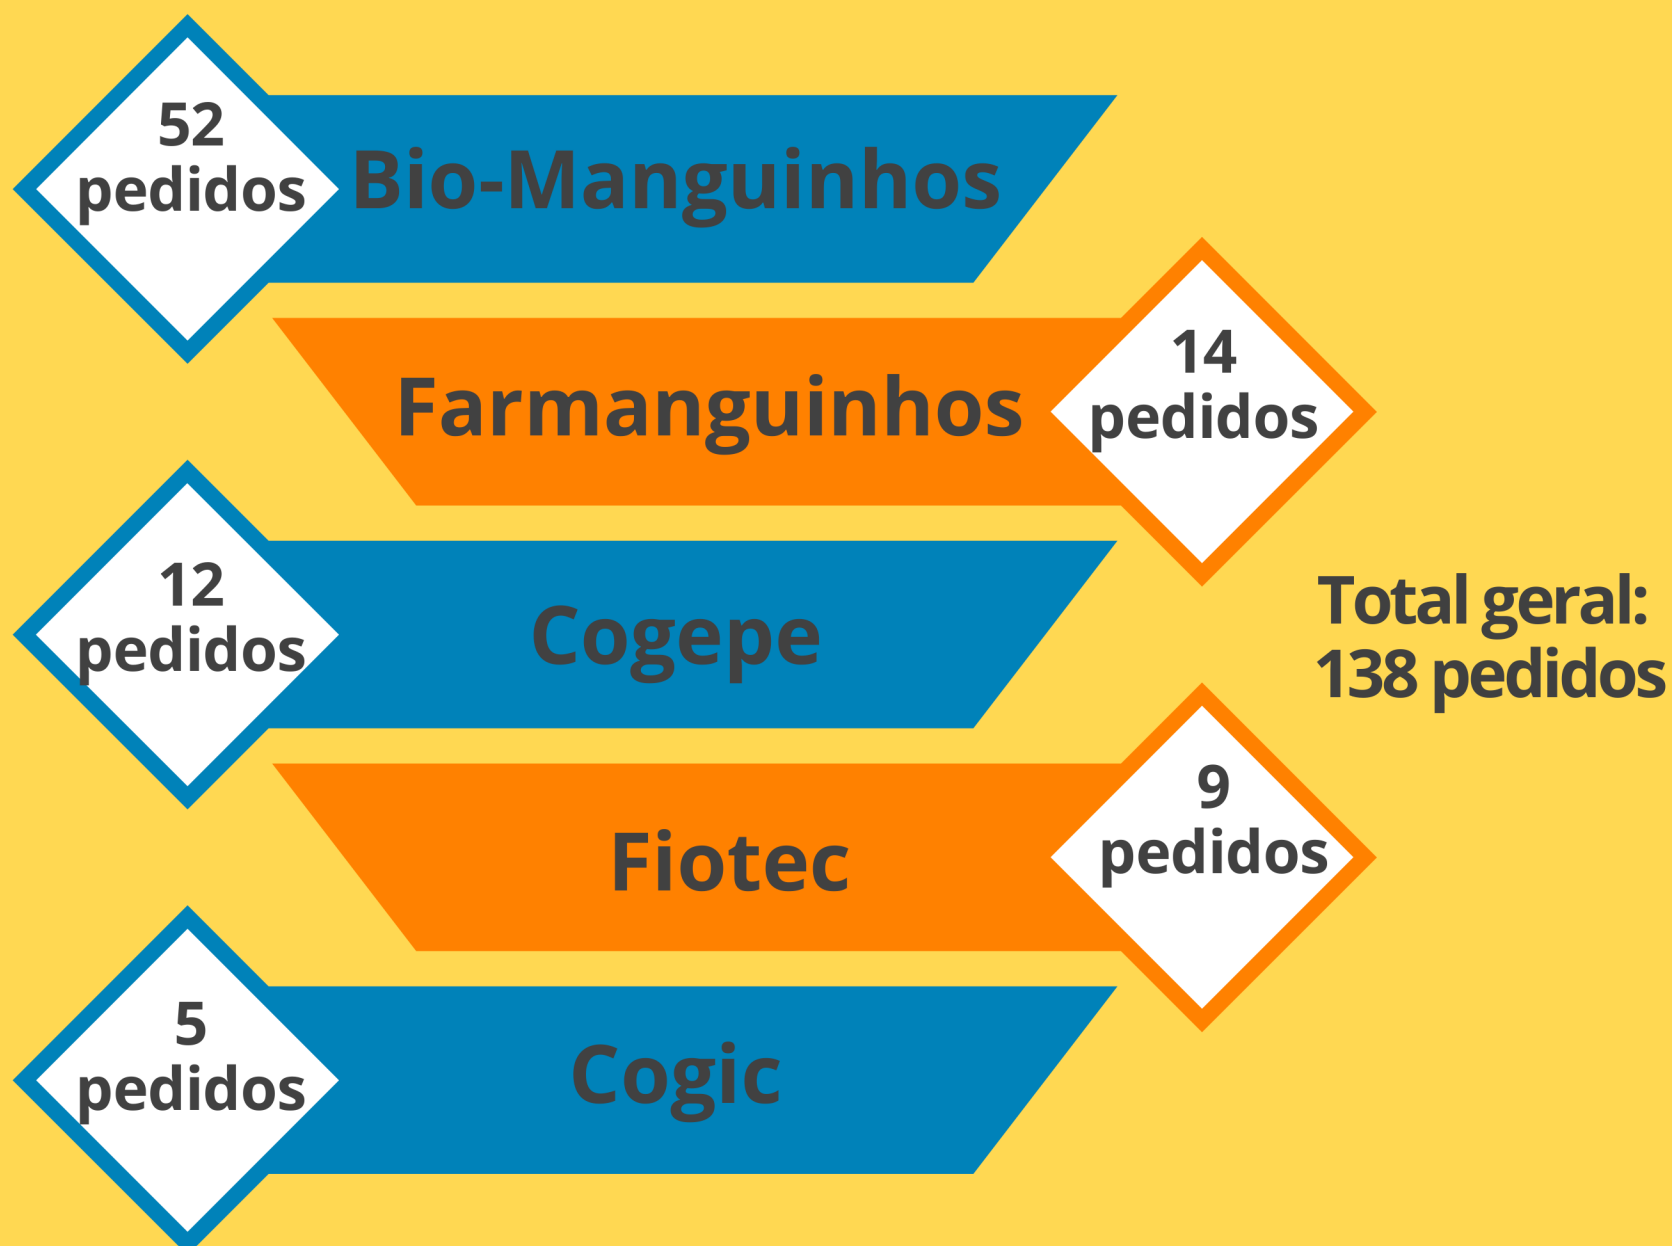 52
pedidos
Bio-Manguinhos
14
pedidos
Farmanguinhos
12
pedidos
Cogepe
Total geral:
138 pedidos
9
pedidos
Fiotec
5
pedidos
Cogic